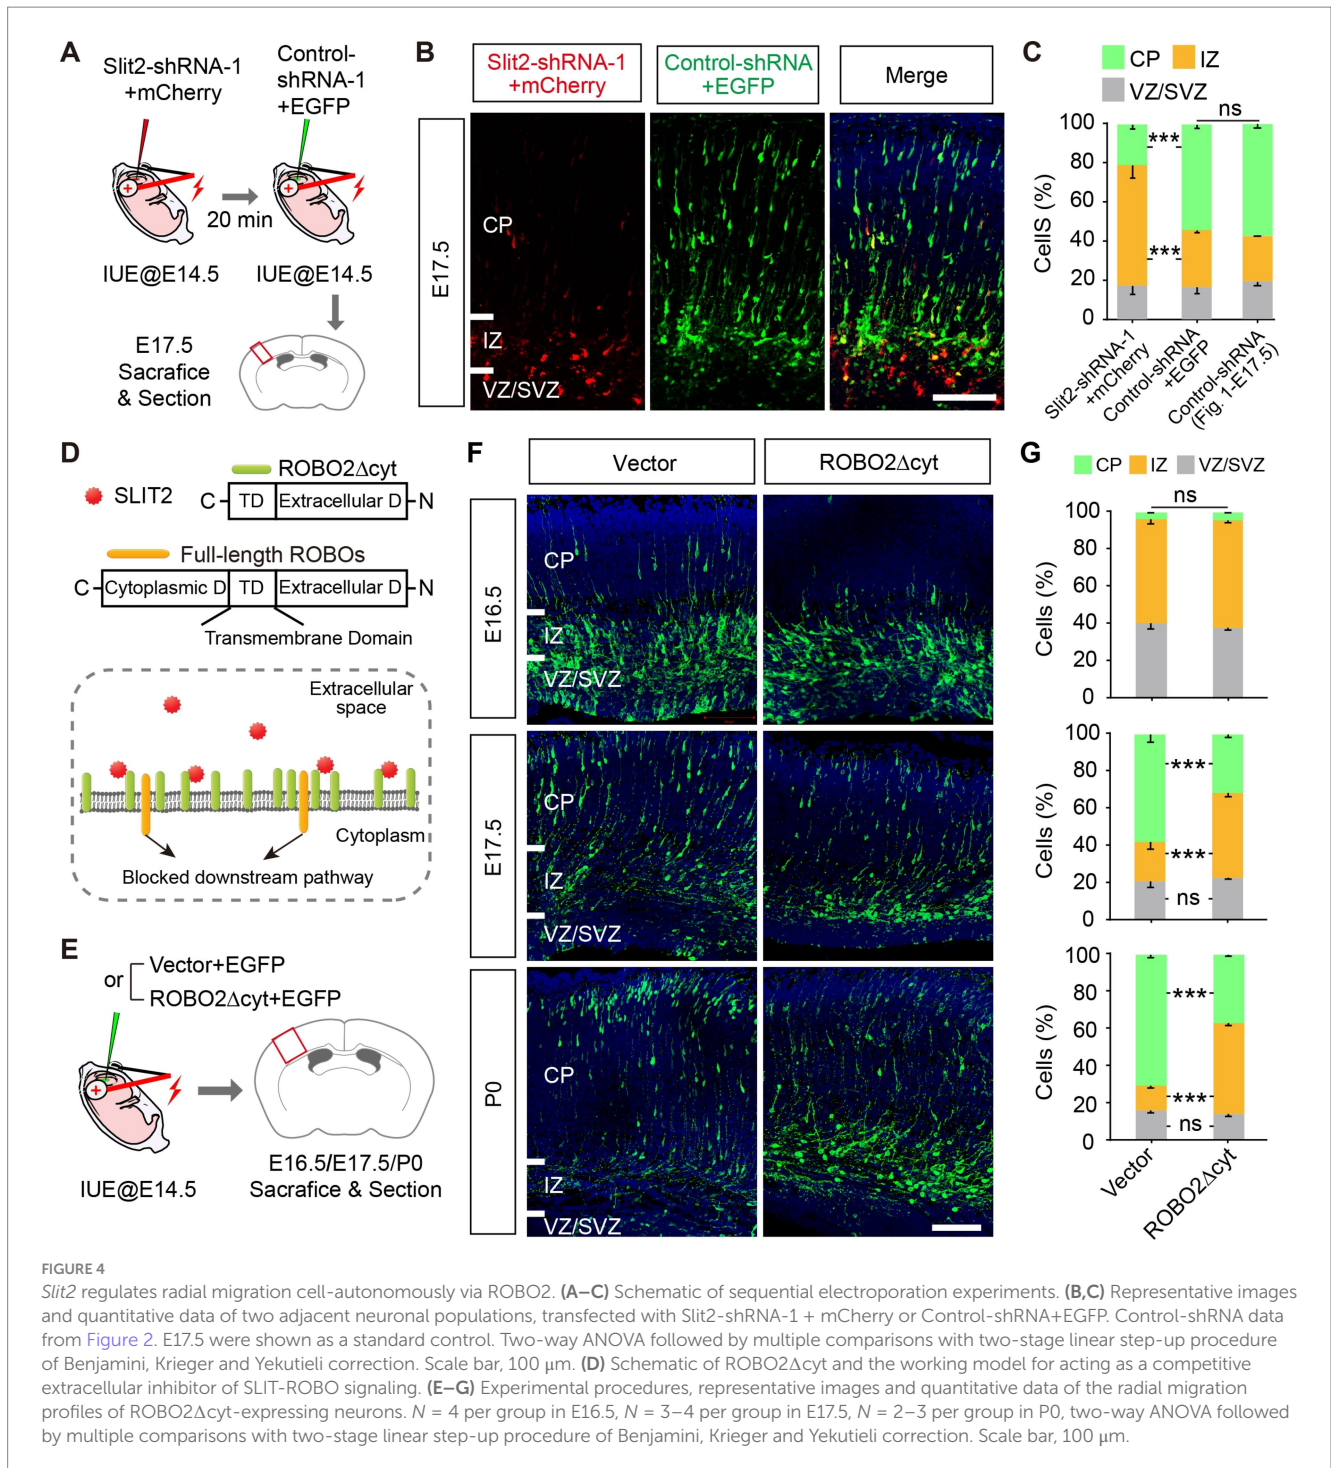 A
Slit2-shRNA-1
+mCherry
Control-
shRNA-1
+EGFP
20 min
IUE@E14.5
IUE@E14.5
E17.5
Sacrafice
& Section
B
Slit2-shRNA-1
+mCherry
Control-shRNA
+EGFP
Merge
E17.5
CP
IZ
VZ/SVZ
C
CP
IZ
VZ/SVZ
ns
CellS (%)
100
80
60
40
20
0
***
***
Slit2-shRNA-1
+mCherry
Control-shRNA
+EGFP
Control-shRNA
(Fig. 1-E17.5)
D
ROBO2Δcyt
SLIT2
C
TD
Extracellular D
N
Full-length ROBOs
C
Cytoplasmic D
TD
Extracellular D
N
Transmembrane Domain
Extracellular
space
Cytoplasm
Blocked downstream pathway
E
or
Vector+EGFP
ROBO2Δcyt+EGFP
IUE@E14.5
E16.5/E17.5/P0
Sacrafice & Section
F
Vector
ROBO2Δcyt
E16.5
CP
IZ
VZ/SVZ
E17.5
CP
IZ
VZ/SVZ
P0
CP
IZ
VZ/SVZ
G
CP
IZ
VZ/SVZ
ns
Cells (%)
100
80
60
40
20
0
Cells (%)
100
80
60
40
20
0
***
***
ns
Cells (%)
100
80
60
40
20
0
***
***
ns
Vector
ROBO2Δcyt
FIGURE 4
Slit2 regulates radial migration cell-autonomously via ROBO2. (A–C) Schematic of sequential electroporation experiments. (B,C) Representative images
and quantitative data of two adjacent neuronal populations, transfected with Slit2-shRNA-1 + mCherry or Control-shRNA+EGFP. Control-shRNA data
from Figure 2. E17.5 were shown as a standard control. Two-way ANOVA followed by multiple comparisons with two-stage linear step-up procedure
of Benjamini, Krieger and Yekutieli correction. Scale bar, 100 μm. (D) Schematic of ROBO2Δcyt and the working model for acting as a competitive
extracellular inhibitor of SLIT-ROBO signaling. (E–G) Experimental procedures, representative images and quantitative data of the radial migration
profiles of ROBO2Δcyt-expressing neurons. N = 4 per group in E16.5, N = 3–4 per group in E17.5, N = 2–3 per group in P0, two-way ANOVA followed
by multiple comparisons with two-stage linear step-up procedure of Benjamini, Krieger and Yekutieli correction. Scale bar, 100 μm.